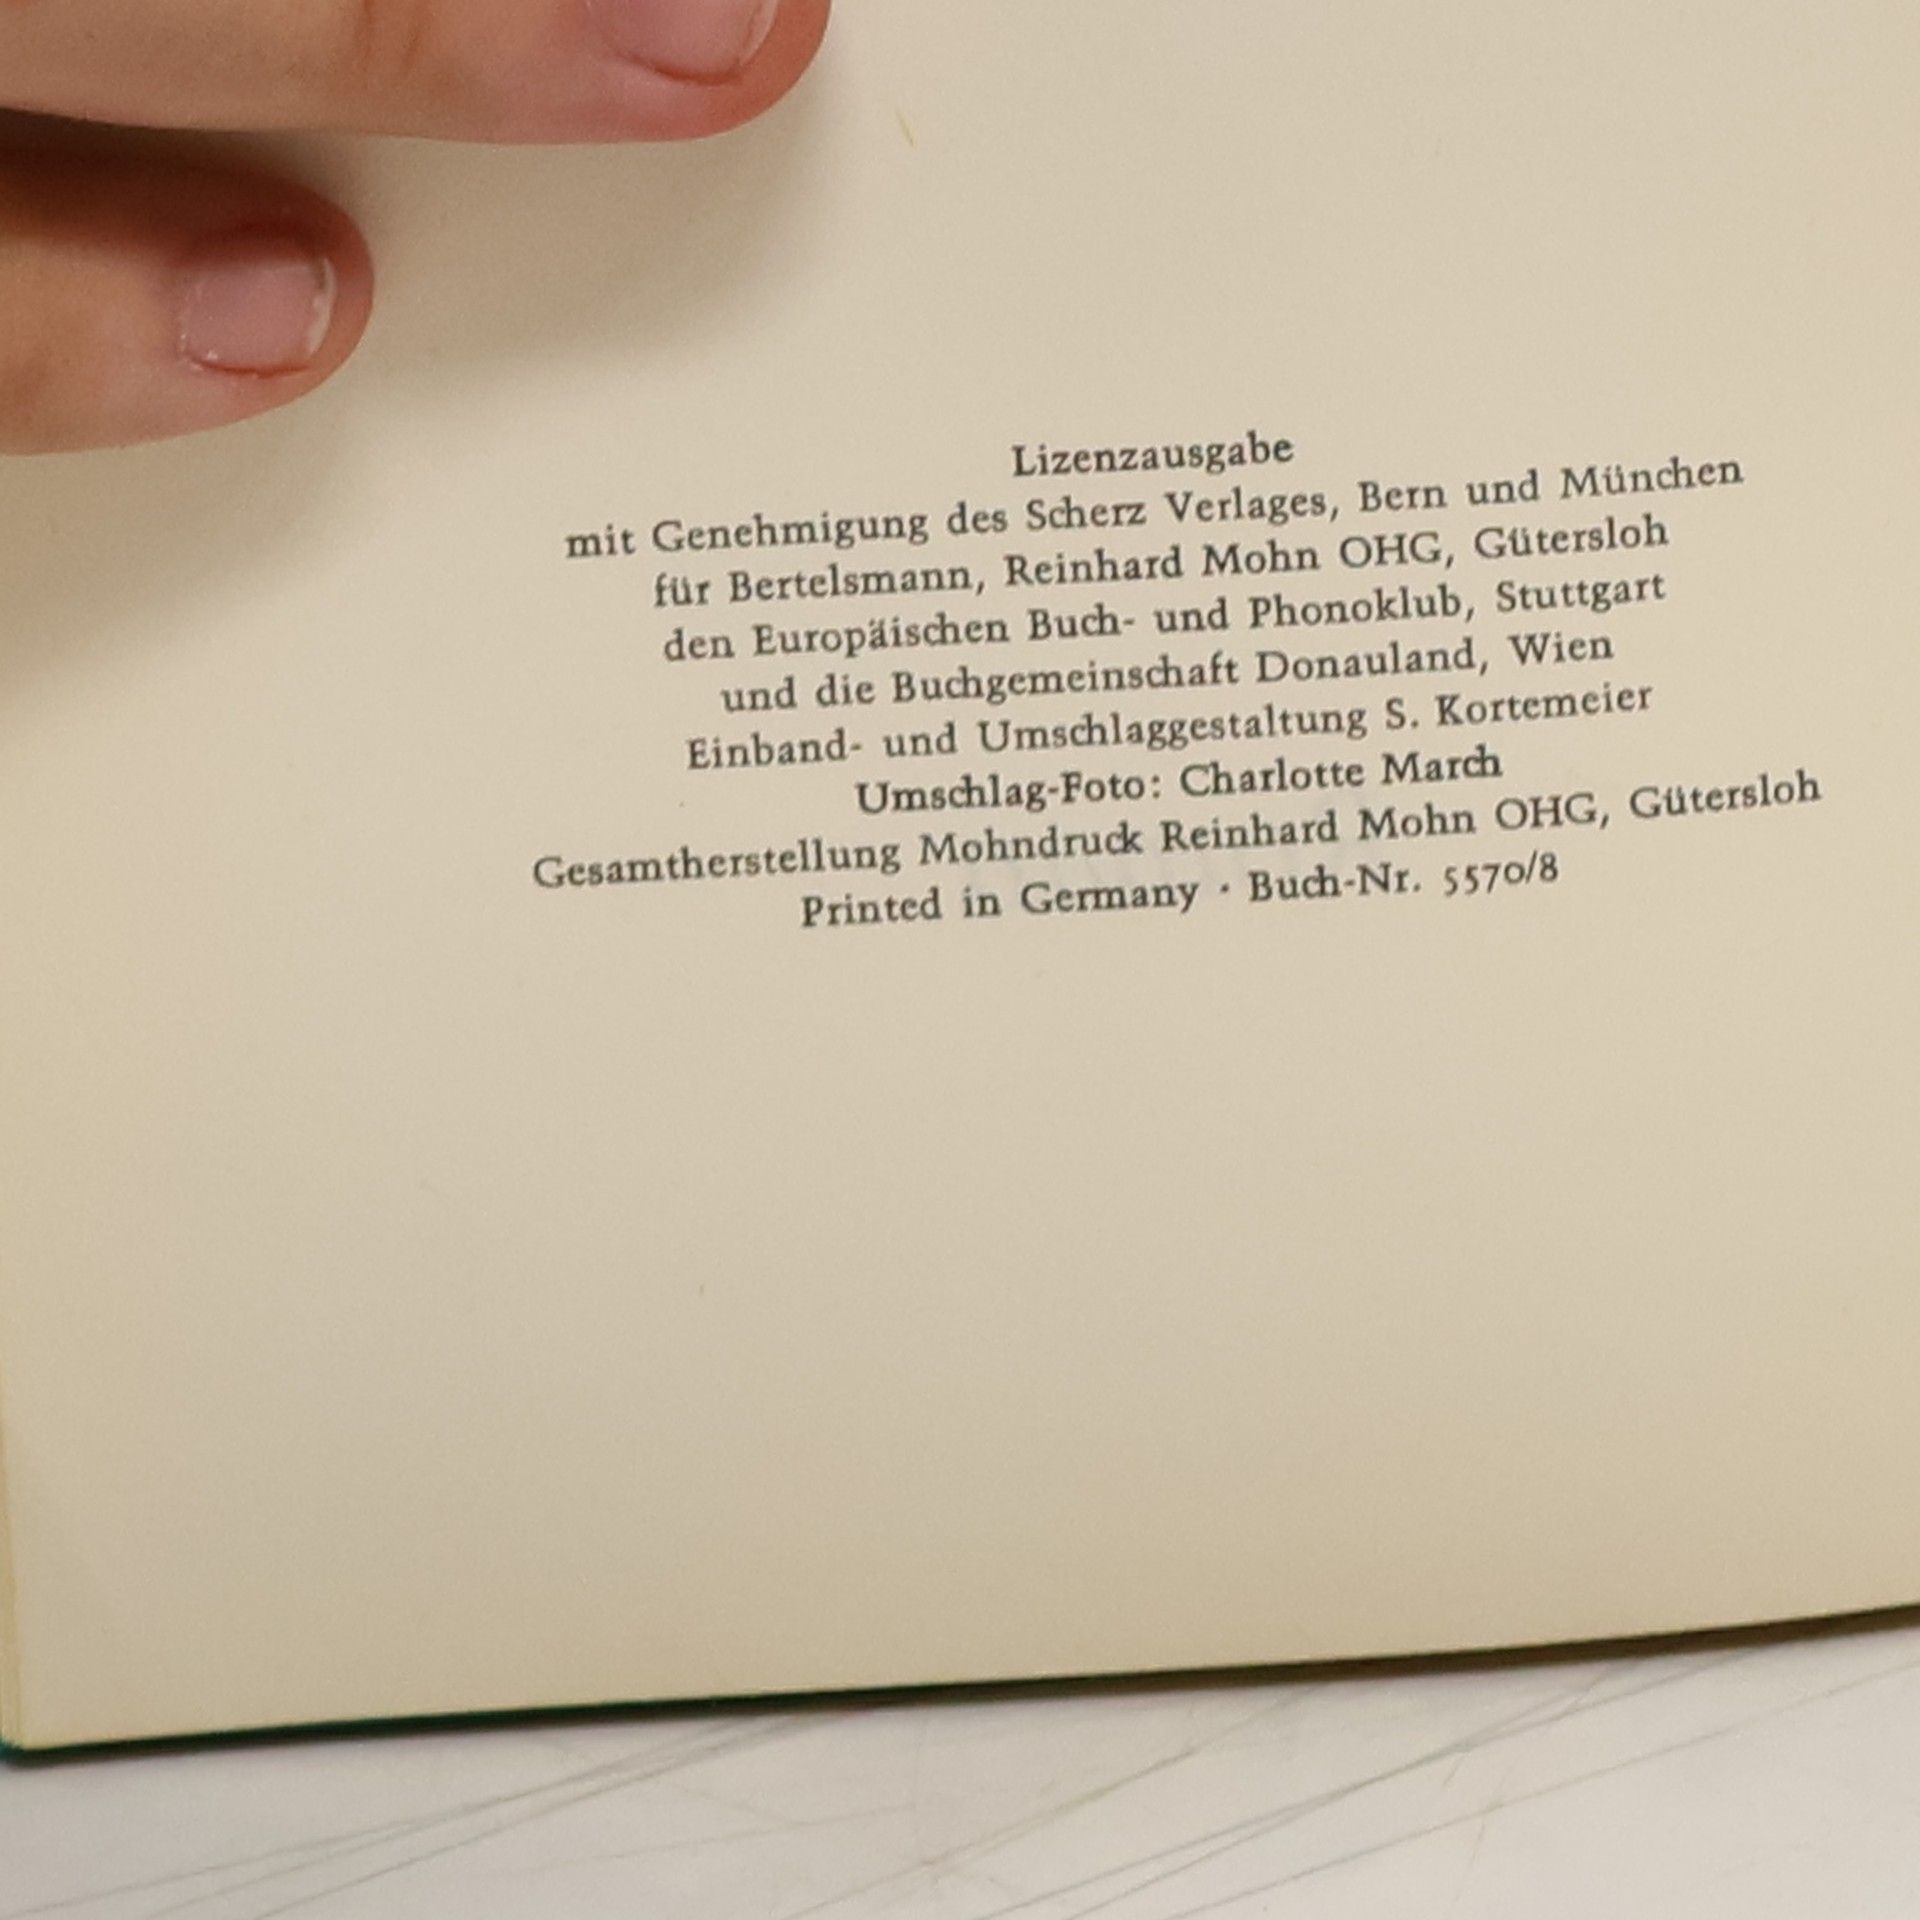 Lizenzausgabe
mit Genehmigung des Scherz Verlages, Bern und München
für Bertelsmann, Reinhard Mohn OHG, Gütersloh
den Europäischen Buch- und Phonoklub, Stuttgart
und die Buchgemeinschaft Donauland, Wien
Einband- und Umschlaggestaltung S. Kortemeier
Umschlag-Foto: Charlotte March
Gesamtherstellung Mohndruck Reinhard Mohn OHG, Gütersloh
Printed in Germany · Buch-Nr. 5570/8